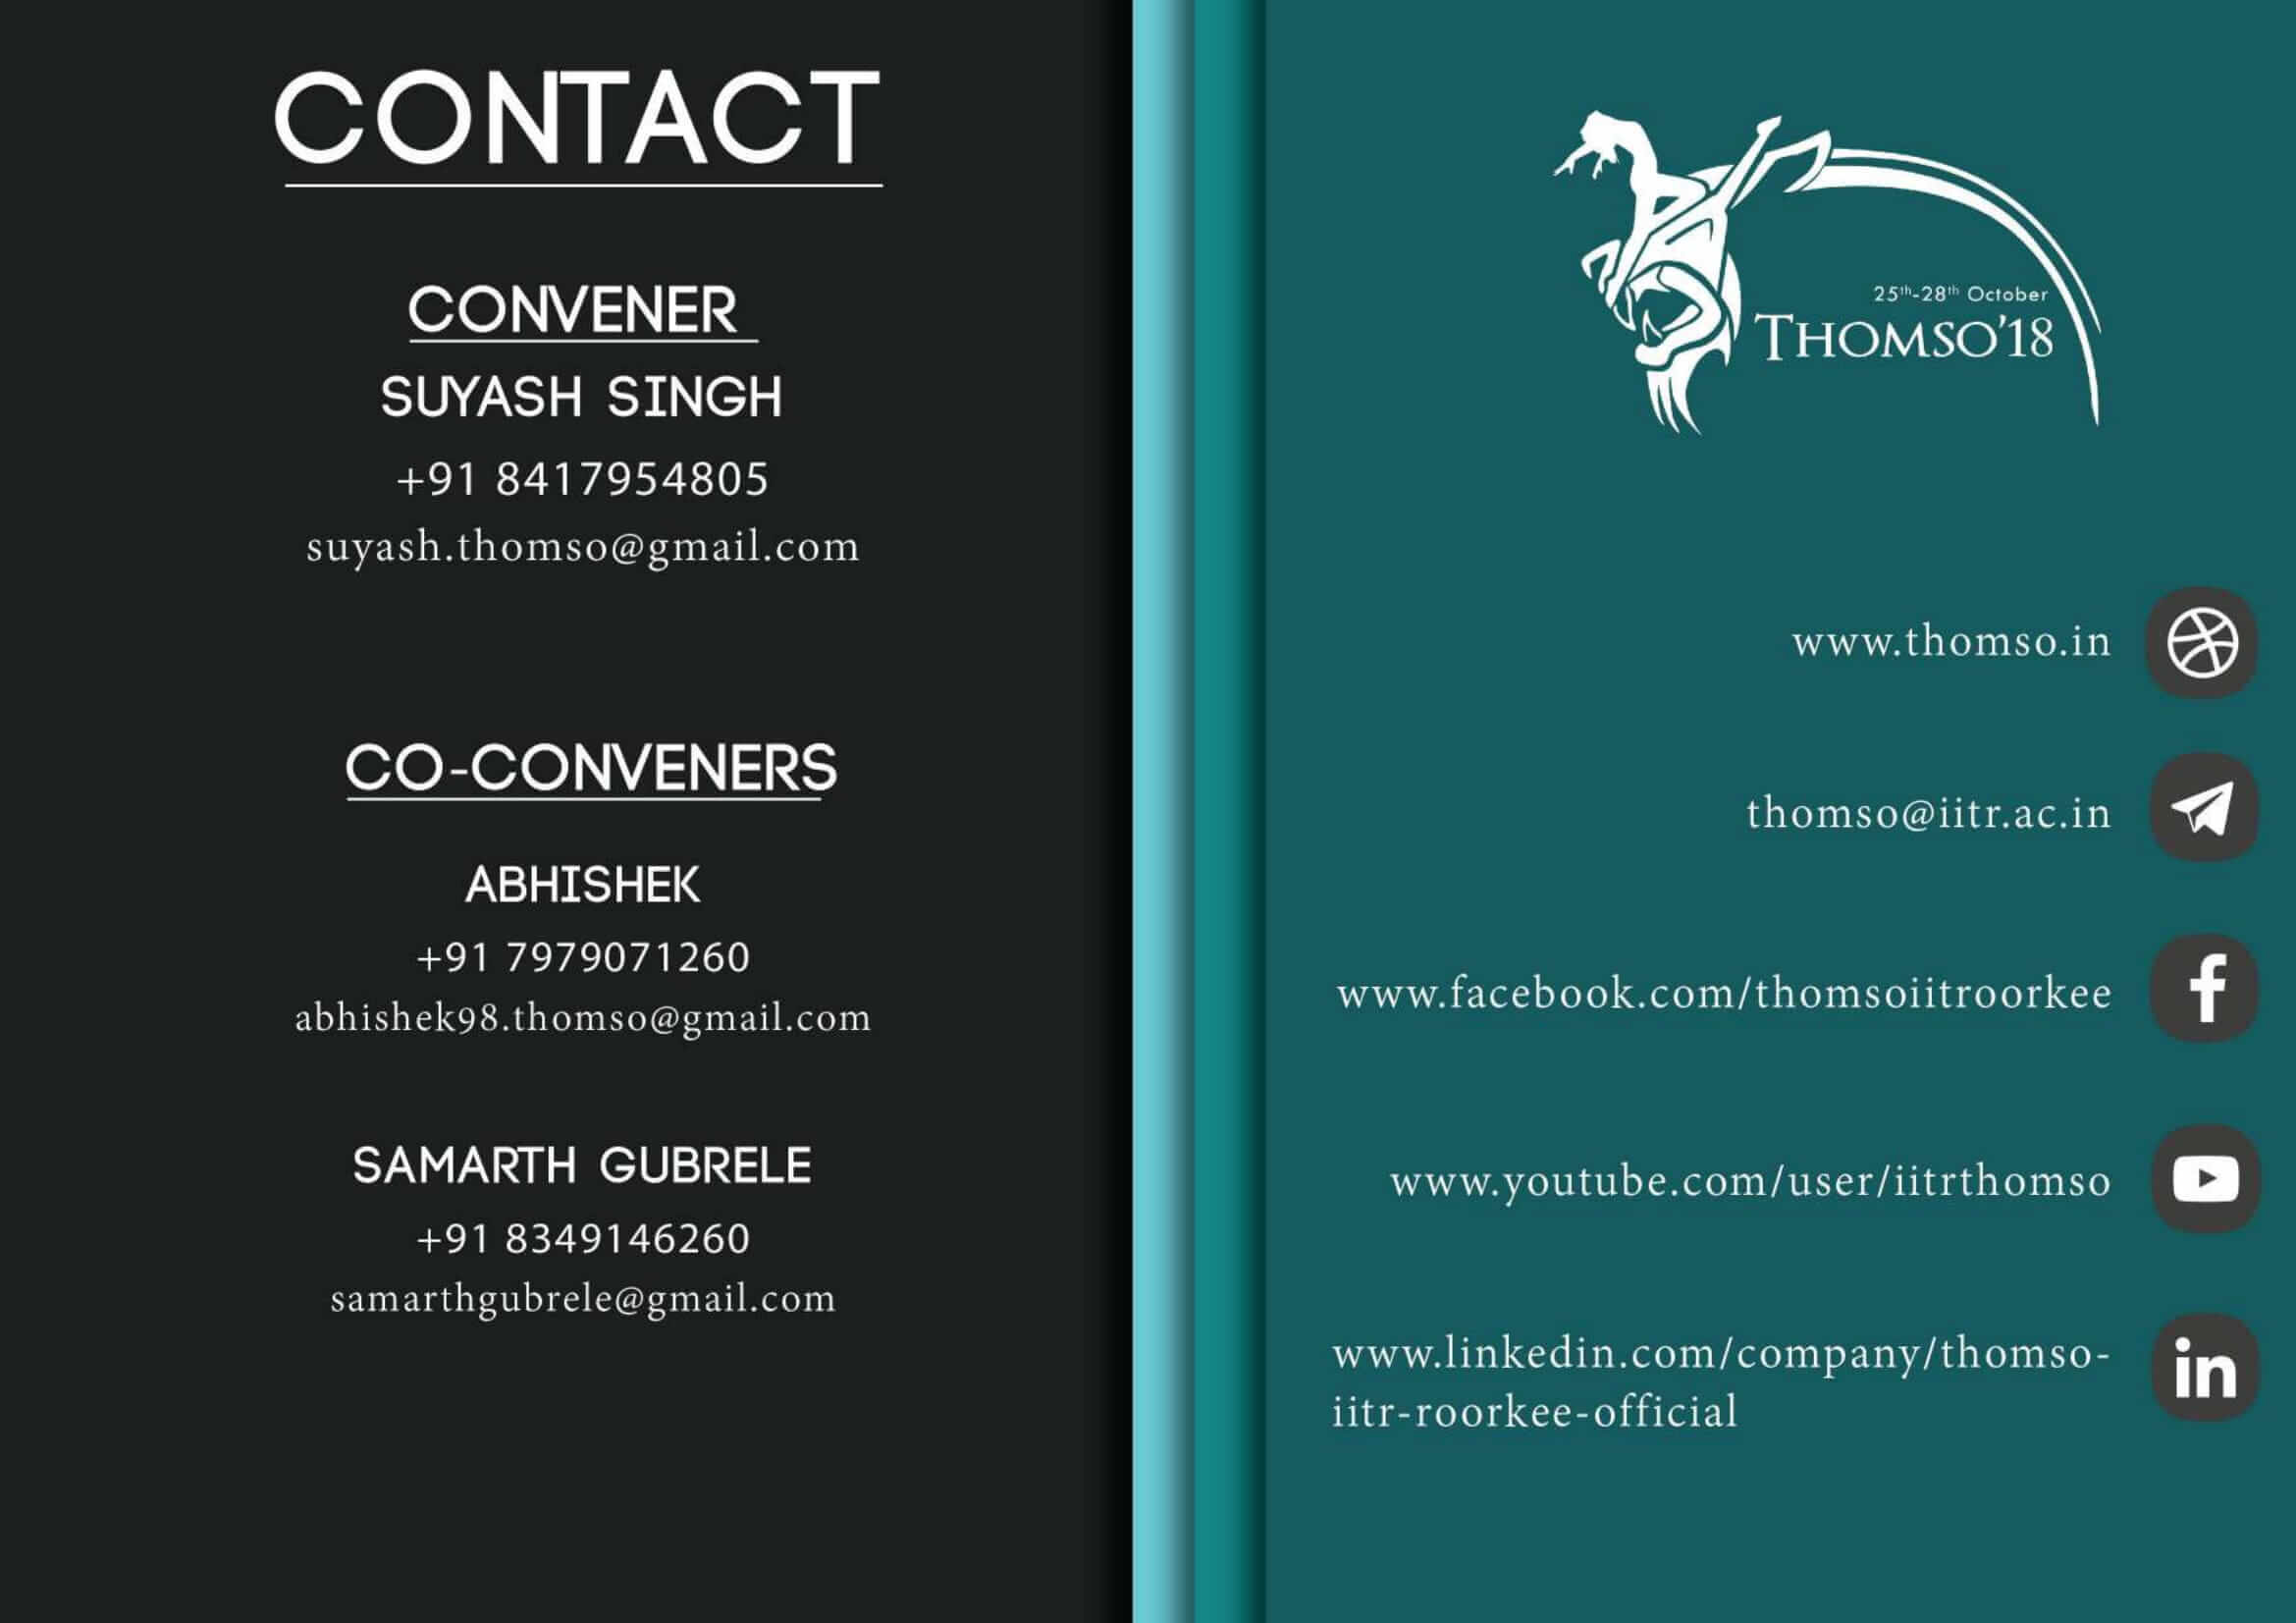 CONTACT
CONVENER
SUYASH SINGH
+91 8417954805
suyash.thomso@gmail.com
CO-CONVENERS
ABHISHEK
+91 7979071260
abhishek98.thomso@gmail.com
SAMARTH GUBRELE
+91 8349146260
samarthgubrele@gmail.com
25th-28th October
THOMSO'18
www.thomso.in
thomso@iitr.ac.in
www.facebook.com/thomsoiitroorkee
www.youtube.com/user/iitrthomso
www.linkedin.com/company/thomso-
iitr-roorkee-official